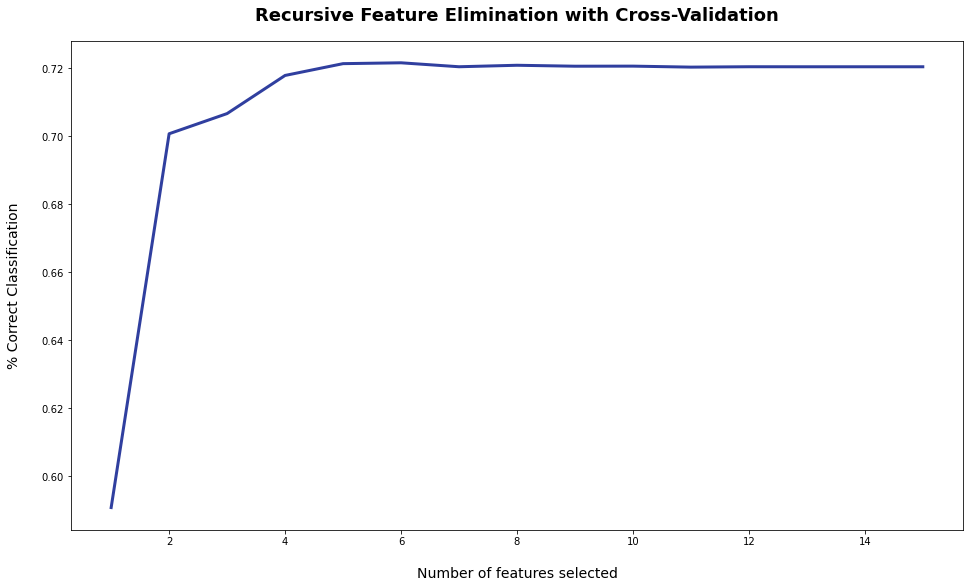 Recursive Feature Elimination with Cross-Validation
% Correct Classification
0.72
0.70
0.68
0.66
0.64
0.62
0.60
2 4 6 8 10 12 14
Number of features selected